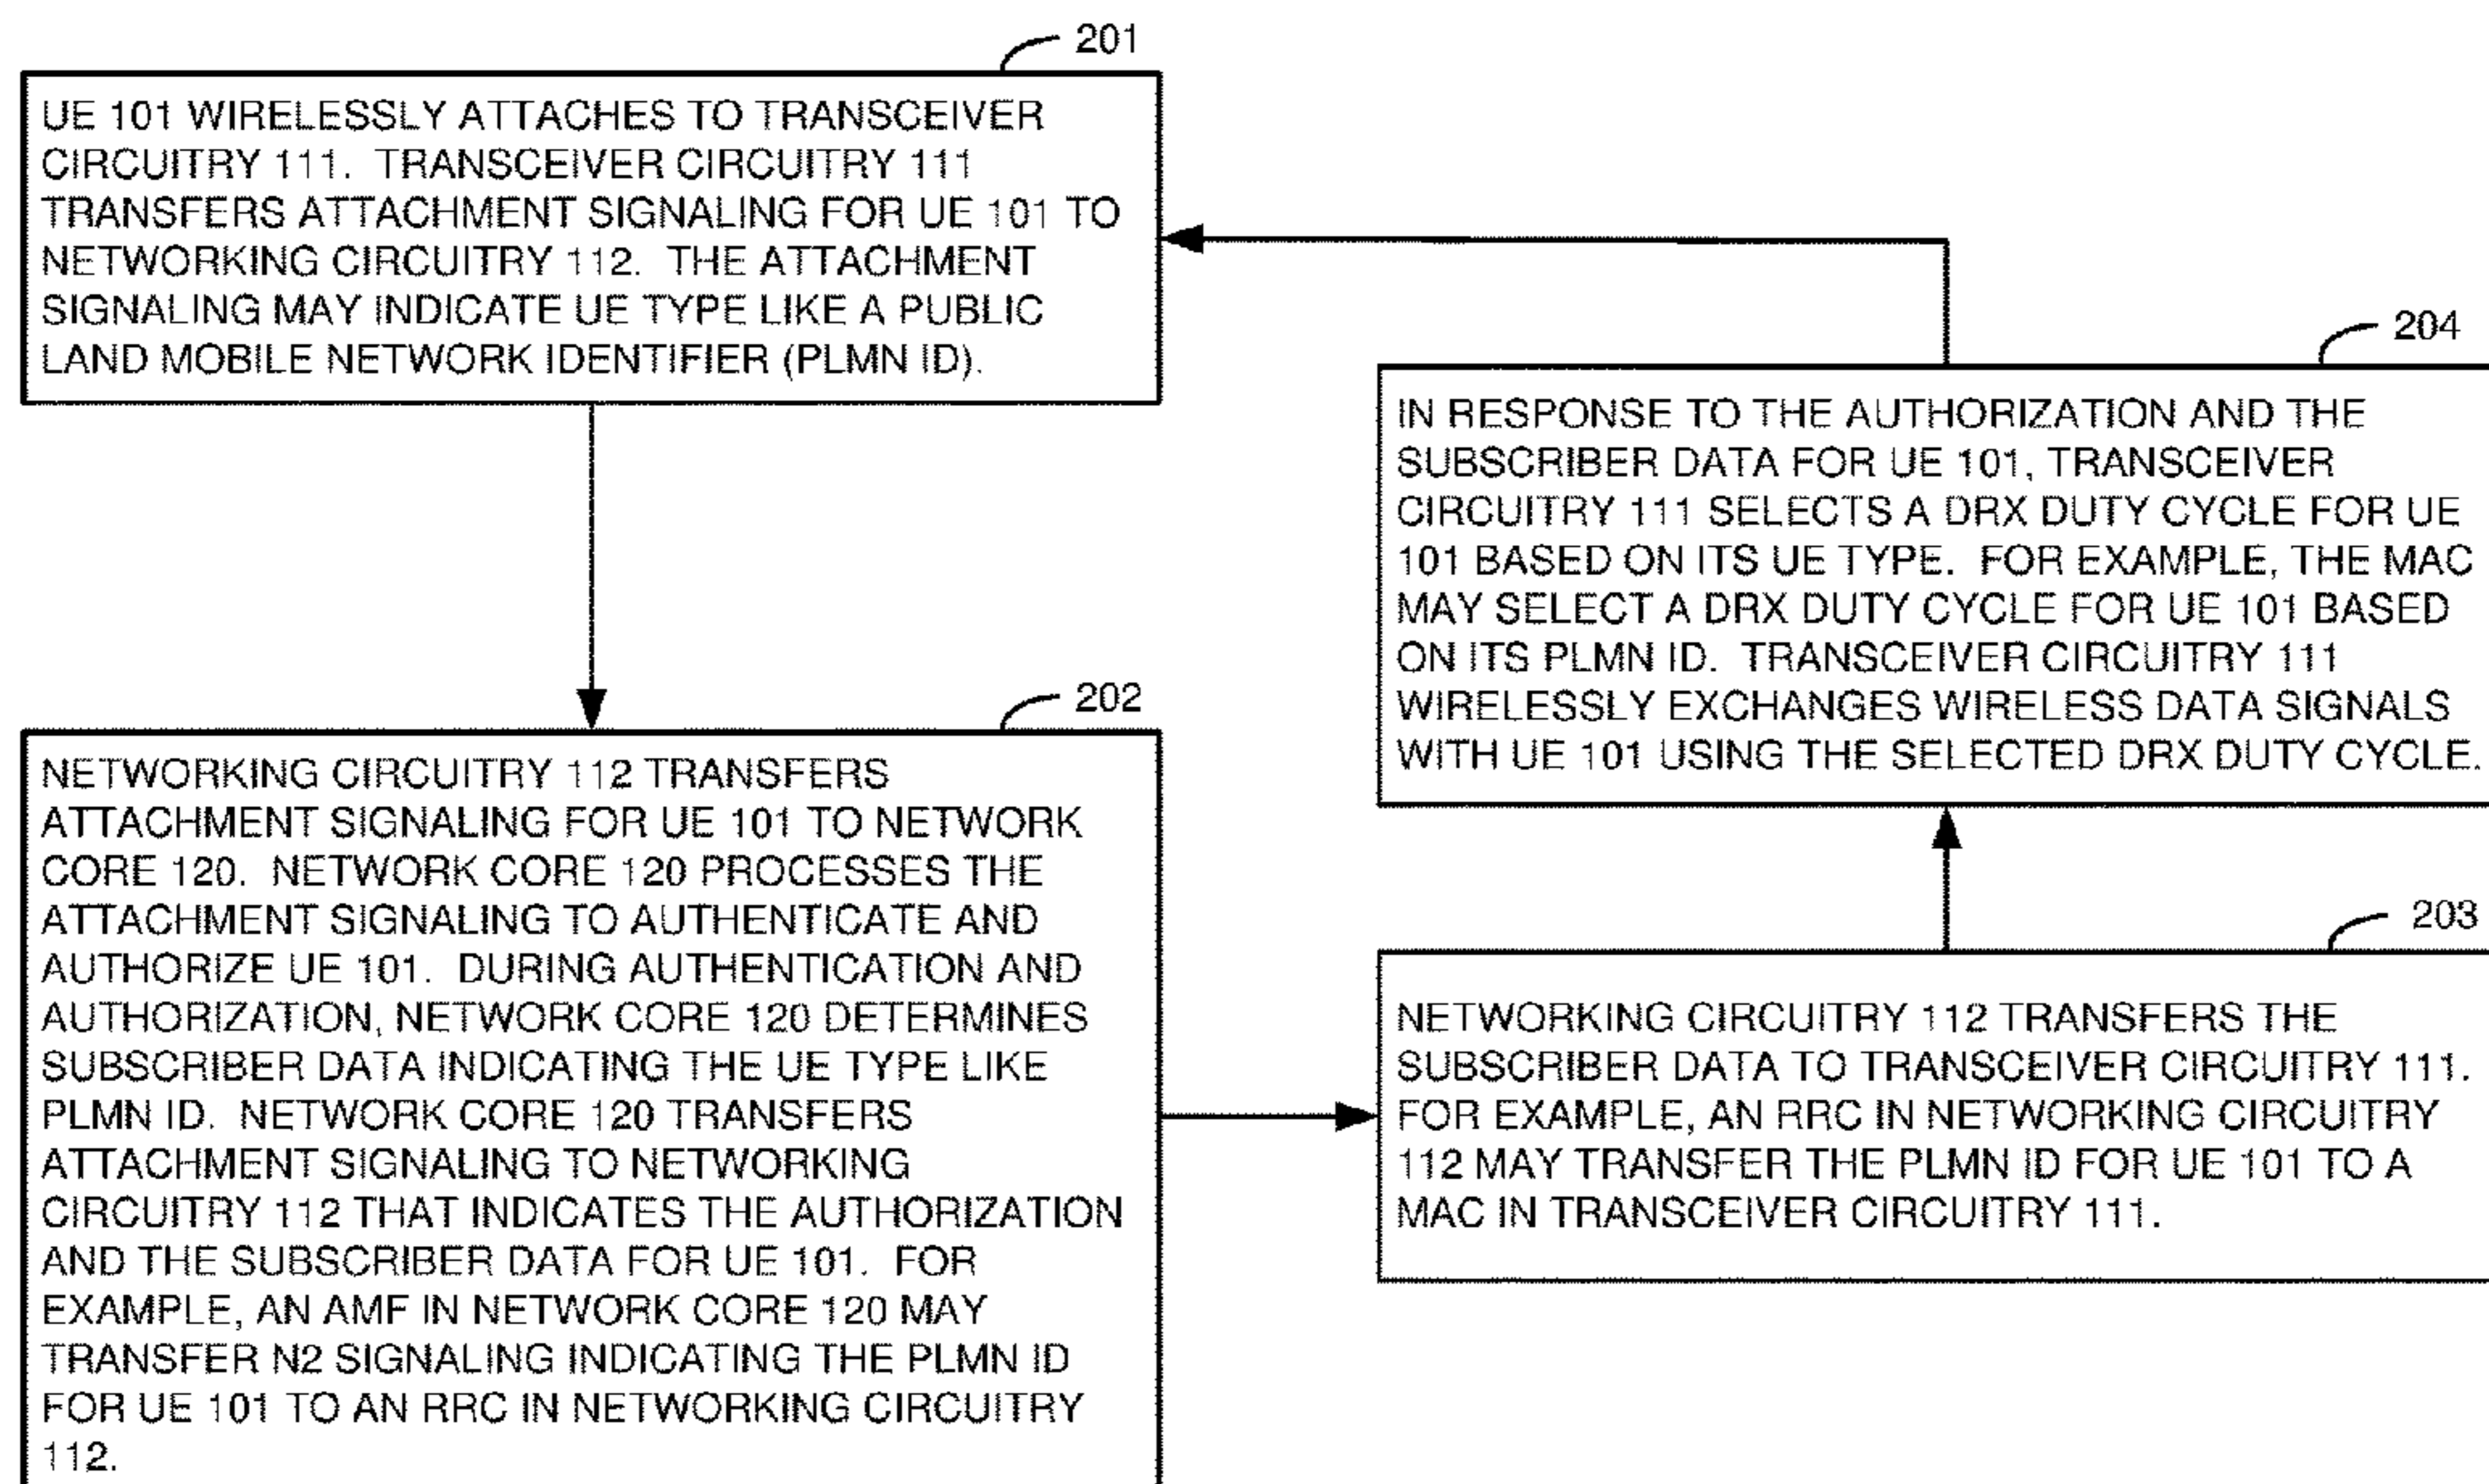 201
UE 101 WIRELESSLY ATTACHES TO TRANSCEIVER
CIRCUITRY 111. TRANSCEIVER CIRCUITRY 111
TRANSFERS ATTACHMENT SIGNALING FOR UE 101 TO
NETWORKING CIRCUITRY 112. THE ATTACHMENT
SIGNALING MAY INDICATE UE TYPE LIKE A PUBLIC
LAND MOBILE NETWORK IDENTIFIER (PLMN ID).
202
NETWORKING CIRCUITRY 112 TRANSFERS
ATTACHMENT SIGNALING FOR UE 101 TO NETWORK
CORE 120. NETWORK CORE 120 PROCESSES THE
ATTACHMENT SIGNALING TO AUTHENTICATE AND
AUTHORIZE UE 101. DURING AUTHENTICATION AND
AUTHORIZATION, NETWORK CORE 120 DETERMINES
SUBSCRIBER DATA INDICATING THE UE TYPE LIKE
PLMN ID. NETWORK CORE 120 TRANSFERS
ATTACHMENT SIGNALING TO NETWORKING
CIRCUITRY 112 THAT INDICATES THE AUTHORIZATION
AND THE SUBSCRIBER DATA FOR UE 101. FOR
EXAMPLE, AN AMF IN NETWORK CORE 120 MAY
TRANSFER N2 SIGNALING INDICATING THE PLMN ID
FOR UE 101 TO AN RRC IN NETWORKING CIRCUITRY
112.
203
NETWORKING CIRCUITRY 112 TRANSFERS THE
SUBSCRIBER DATA TO TRANSCEIVER CIRCUITRY 111.
FOR EXAMPLE, AN RRC IN NETWORKING CIRCUITRY
112 MAY TRANSFER THE PLMN ID FOR UE 101 TO A
MAC IN TRANSCEIVER CIRCUITRY 111.
204
IN RESPONSE TO THE AUTHORIZATION AND THE
SUBSCRIBER DATA FOR UE 101, TRANSCEIVER
CIRCUITRY 111 SELECTS A DRX DUTY CYCLE FOR UE
101 BASED ON ITS UE TYPE. FOR EXAMPLE, THE MAC
MAY SELECT A DRX DUTY CYCLE FOR UE 101 BASED
ON ITS PLMN ID. TRANSCEIVER CIRCUITRY 111
WIRELESSLY EXCHANGES WIRELESS DATA SIGNALS
WITH UE 101 USING THE SELECTED DRX DUTY CYCLE.